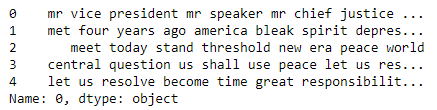 0 mr vice president mr speaker mr chief justice ...
1 met four years ago america bleak spirit depres...
2 meet today stand threshold new era peace world
3 central question us shall use peace let us res...
4 let us resolve become time great responsibilit...
Name: 0, dtype: object